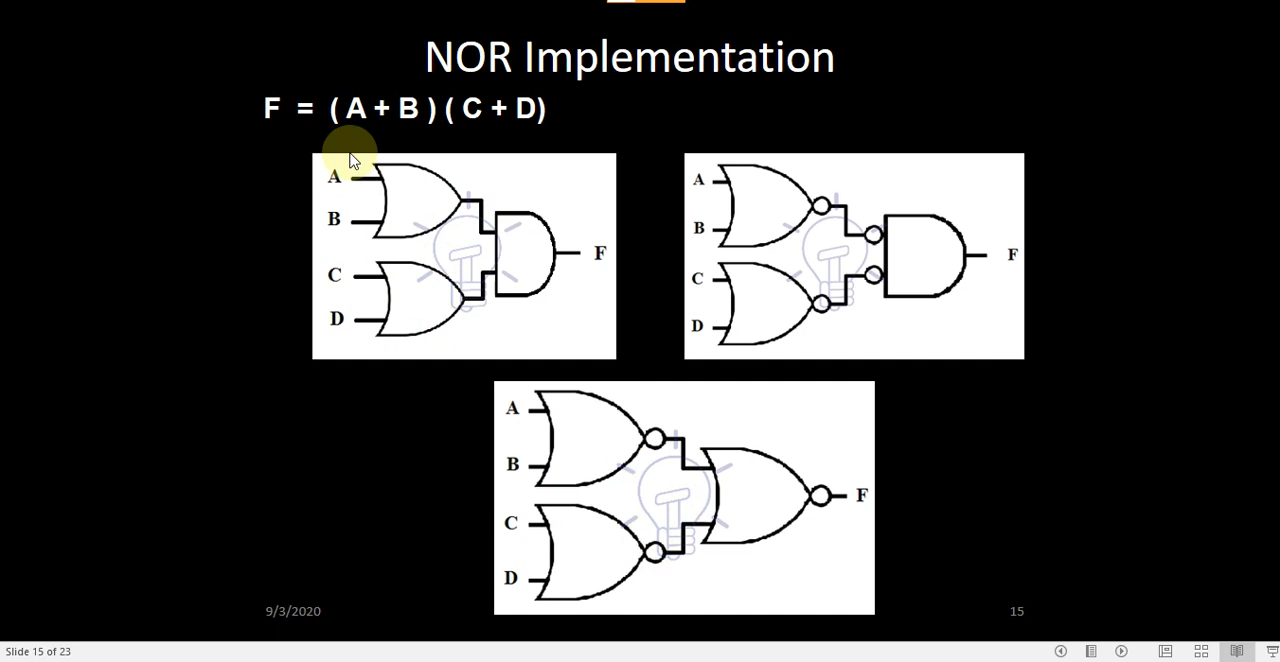 NOR Implementation
F = ( A + B ) ( C + D)
A
B
C
D
F
A
B
C
D
F
A
B
C
D
F
9/3/2020
15
Slide 15 of 23